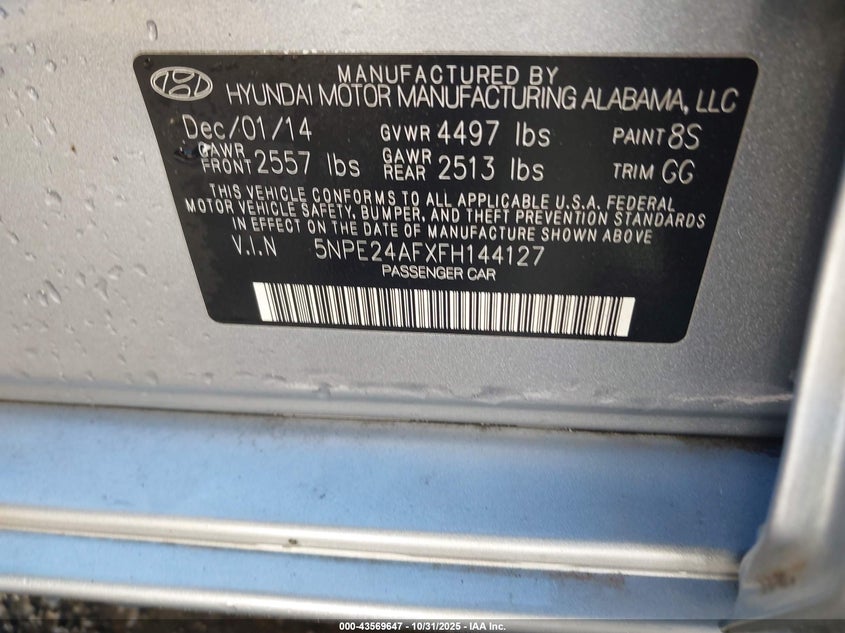 MANUFACTURED BY
HYUNDAI MOTOR MANUFACTURING ALABAMA, LLC
Dec/01/14 GVWR 4497 lbs PAINT 8S
GAWR FRONT 2557 lbs GAWR REAR 2513 lbs TRIM GG
THIS VEHICLE CONFORMS TO ALL APPLICABLE U.S.A. FEDERAL
MOTOR VEHICLE SAFETY, BUMPER, AND THEFT PREVENTION STANDARDS
IN EFFECT ON THE DATE OF MANUFACTURE SHOWN ABOVE
V.I.N 5NPE24AFXFH144127
PASSENGER CAR
000-43569647 - 10/31/2025 - IAA Inc.